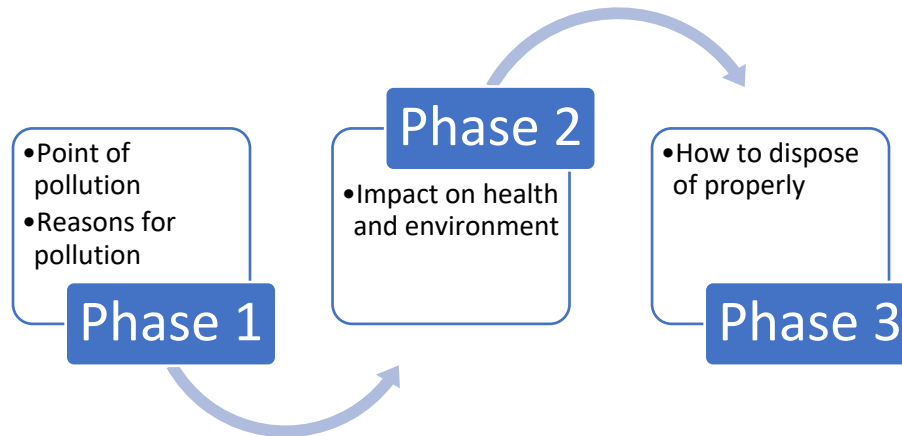 •Point of
pollution
•Reasons for
pollution
Phase 1
Phase 2
•Impact on health
and environment
•How to dispose
of properly
Phase 3